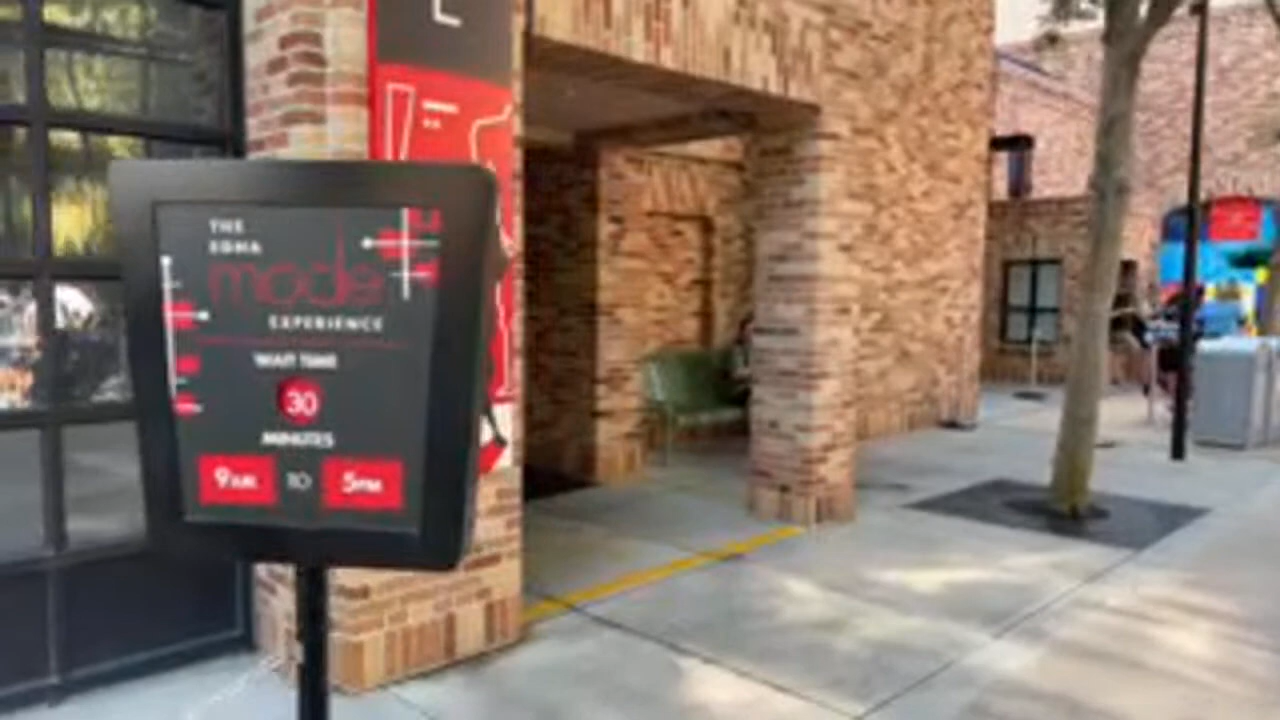 THE
EDNA
mode
EXPERIENCE
WAIT TIME
30
MINUTES
9AM TO 5PM